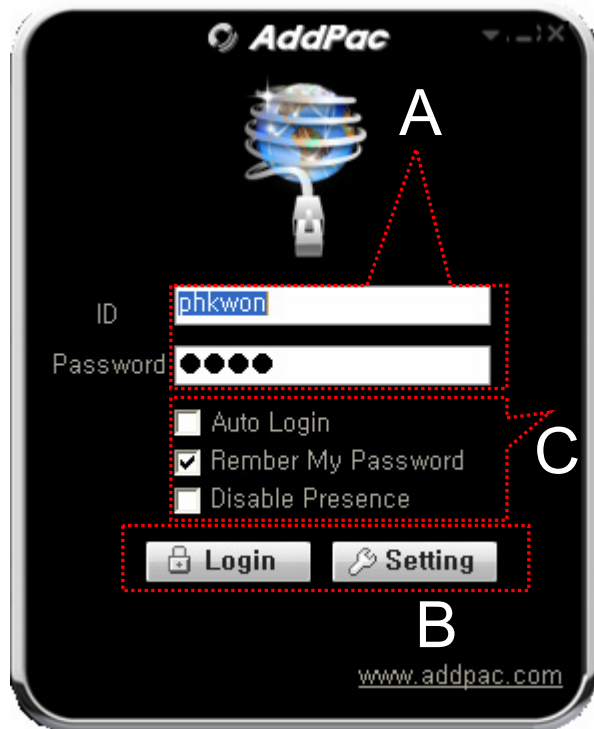 AddPac
A
ID
phkwon
Password
●●●●
Auto Login
Rember My Password
Disable Presence
C
Login
Setting
B
www.addpac.com